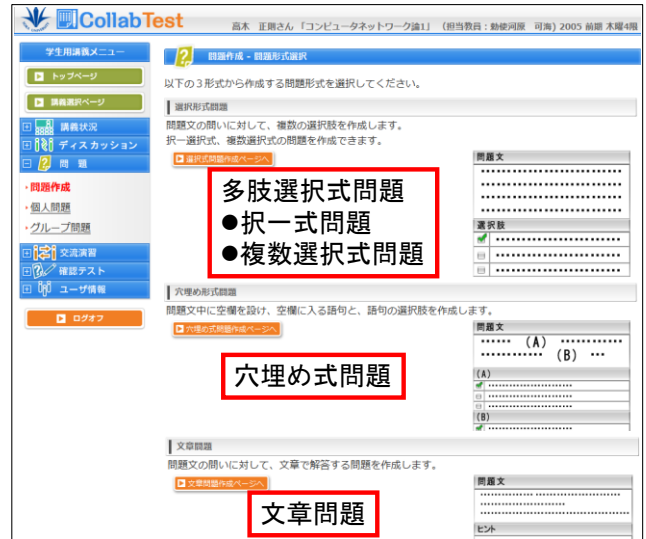 CollabTest
高木 正則さん 「コンピュータネットワーク論1」 (担当教員：勅使河原 可海) 2005 前期 木曜4限
学生用講義メニュー
トップページ
講義選択ページ
講義状況
ディスカッション
問 題
・問題作成
・個人問題
・グループ問題
交流演習
確認テスト
ユーザ情報
ログオフ
問題作成 - 問題形式選択
以下の3形式から作成する問題形式を選択してください。
選択形式問題
問題文の問いに対して、複数の選択肢を作成します。
択一選択式、複数選択式の問題を作成できます。
選択式問題作成ページへ
多肢選択式問題
●択一式問題
●複数選択式問題
問題文
選択肢
穴埋め形式問題
問題文中に空欄を設け、空欄に入る語句と、語句の選択肢を作成します。
穴埋め式問題作成ページへ
穴埋め式問題
問題文
(A)
(B)
(A)
(B)
文章問題
問題文の問いに対して、文章で解答する問題を作成します。
文章問題作成ページへ
文章問題
問題文
ヒント